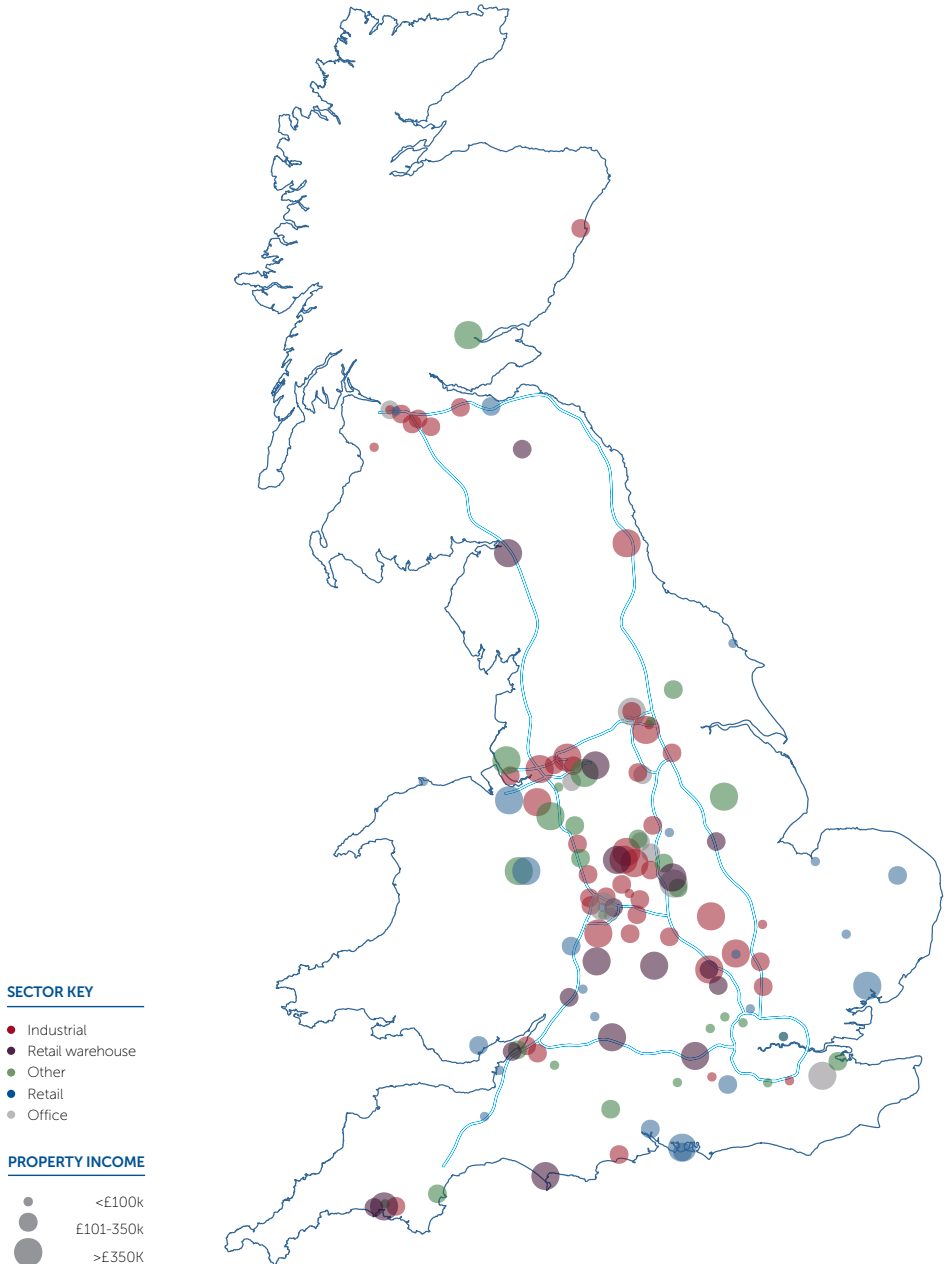 SECTOR KEY
Industrial
Retail warehouse
Other
Retail
Office
PROPERTY INCOME
<£100k
£101-350k
>£350K